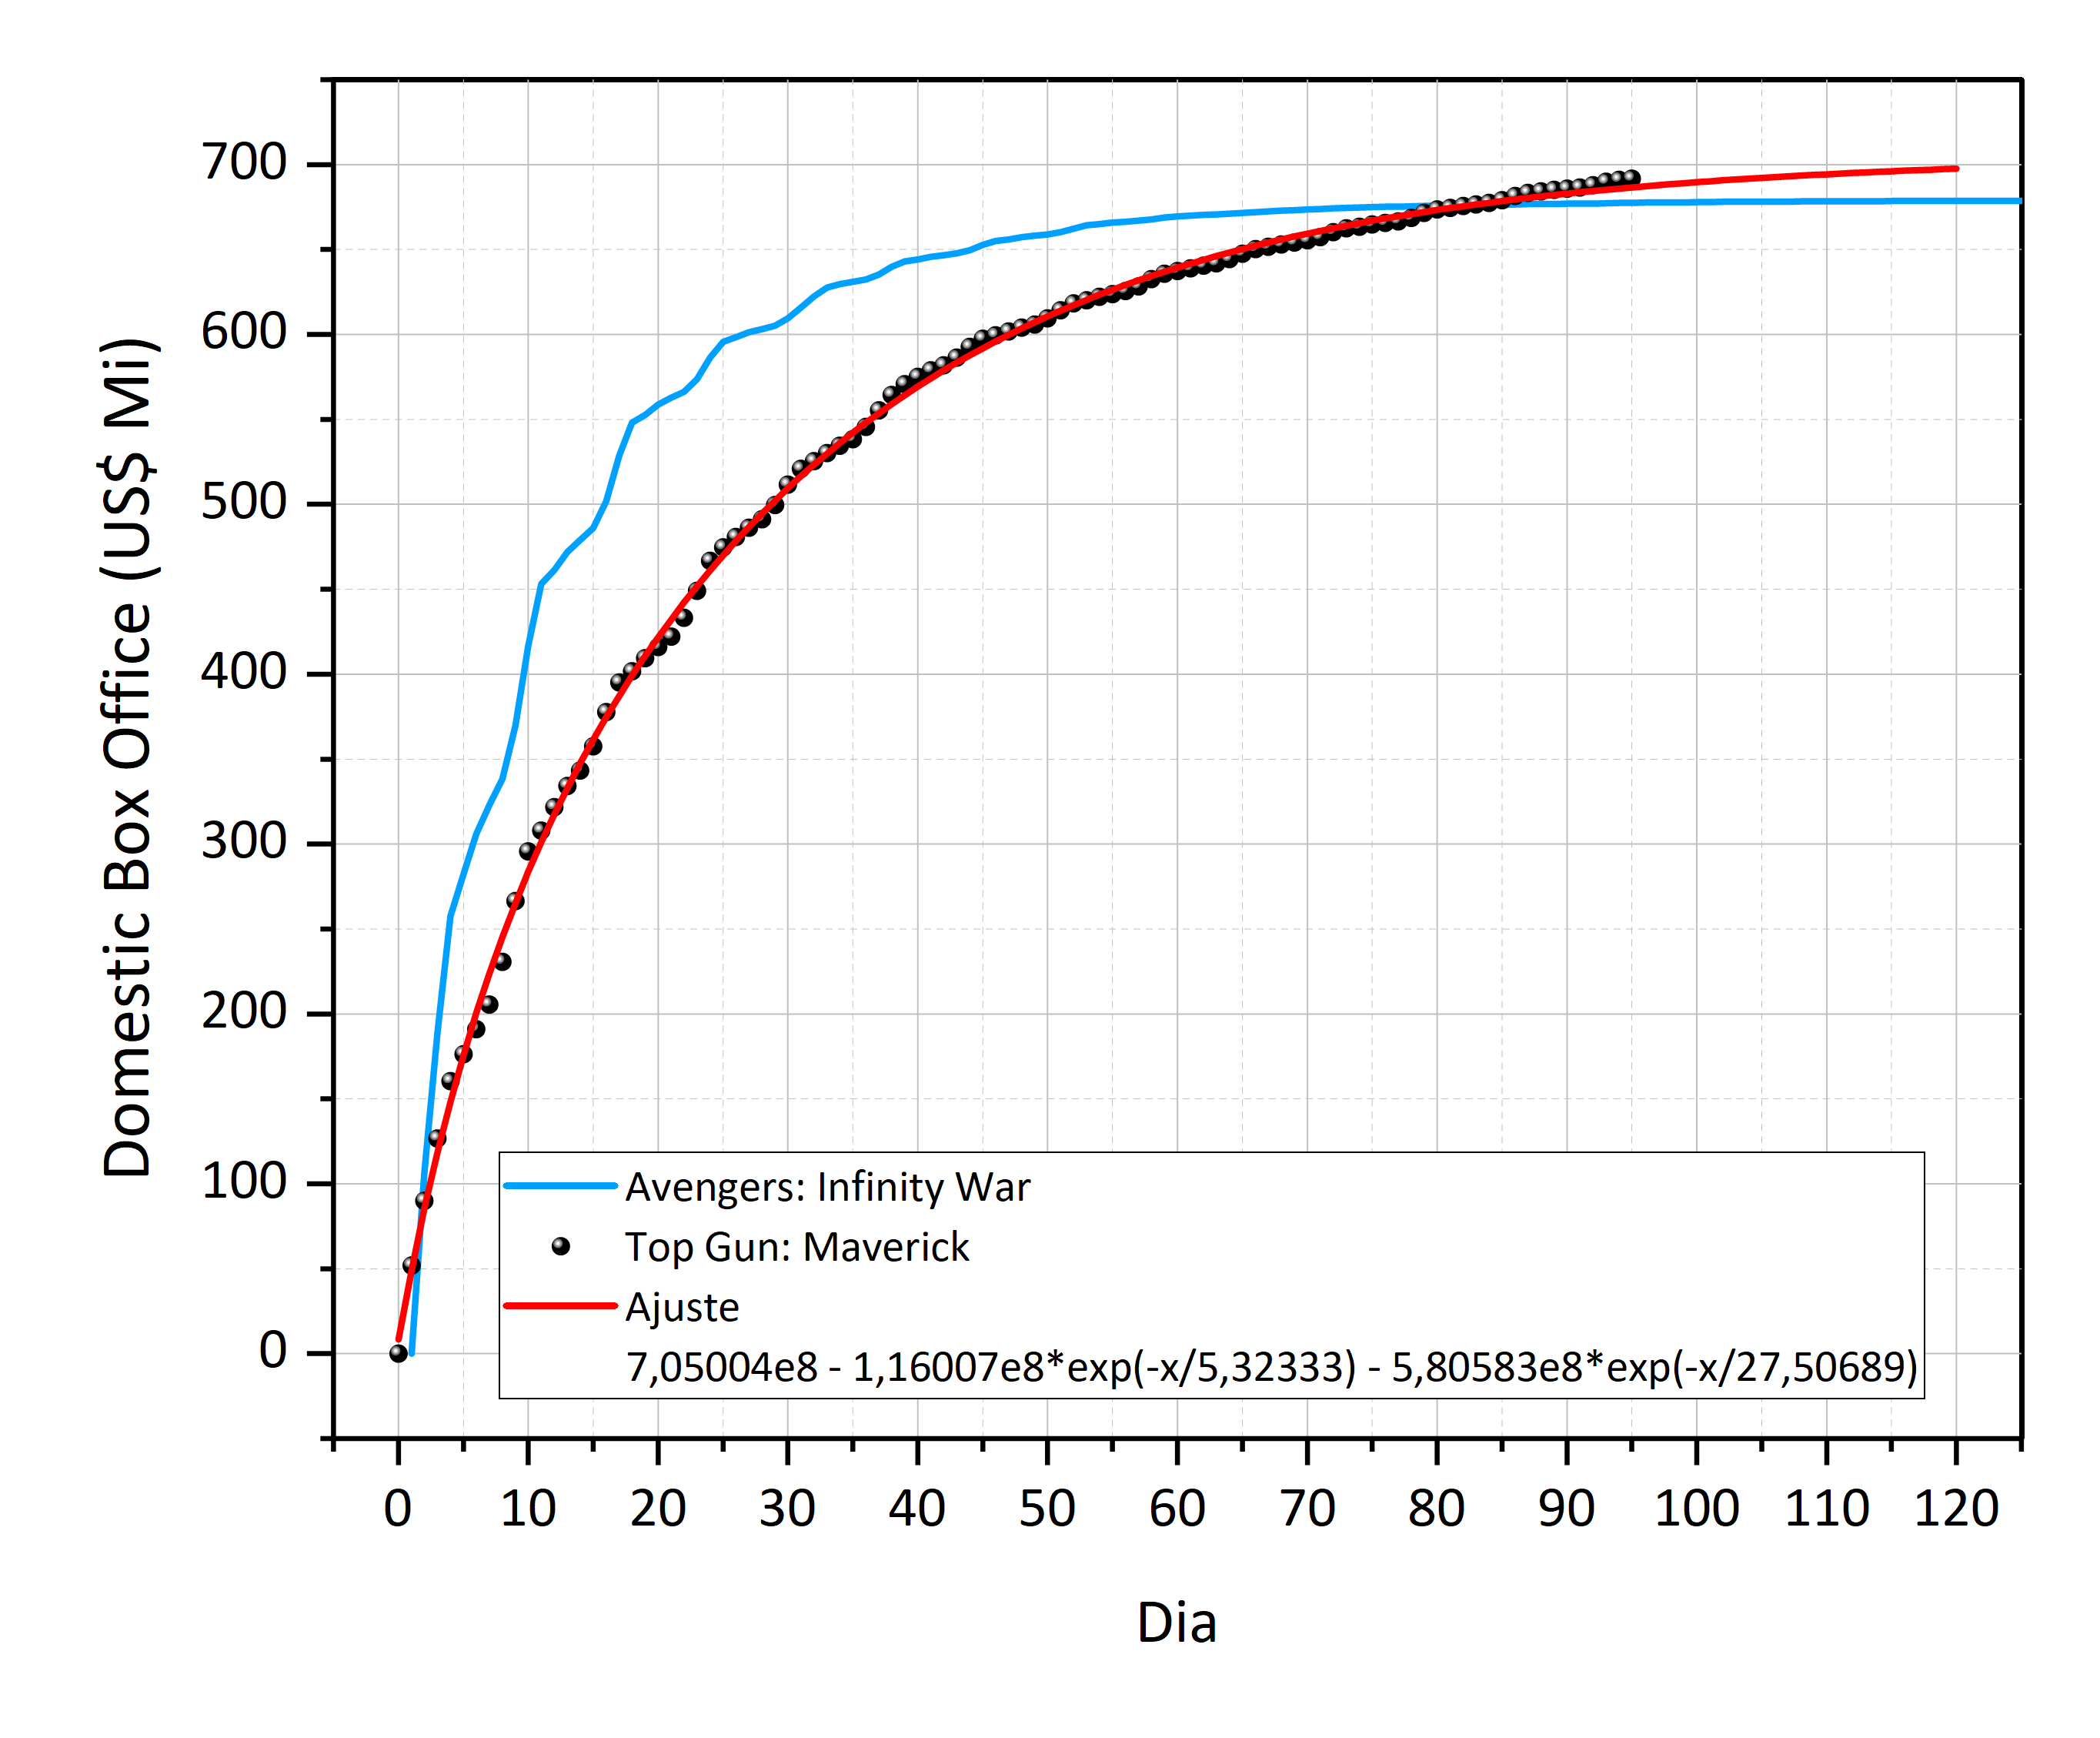 Domestic Box Office (US$ Mi)
700
600
500
400
300
200
100
0
Avengers: Infinity War
Top Gun: Maverick
Ajuste
7,05004e8 - 1,16007e8*exp(-x/5,32333) - 5,80583e8*exp(-x/27,50689)
0 10 20 30 40 50 60 70 80 90 100 110 120
Dia